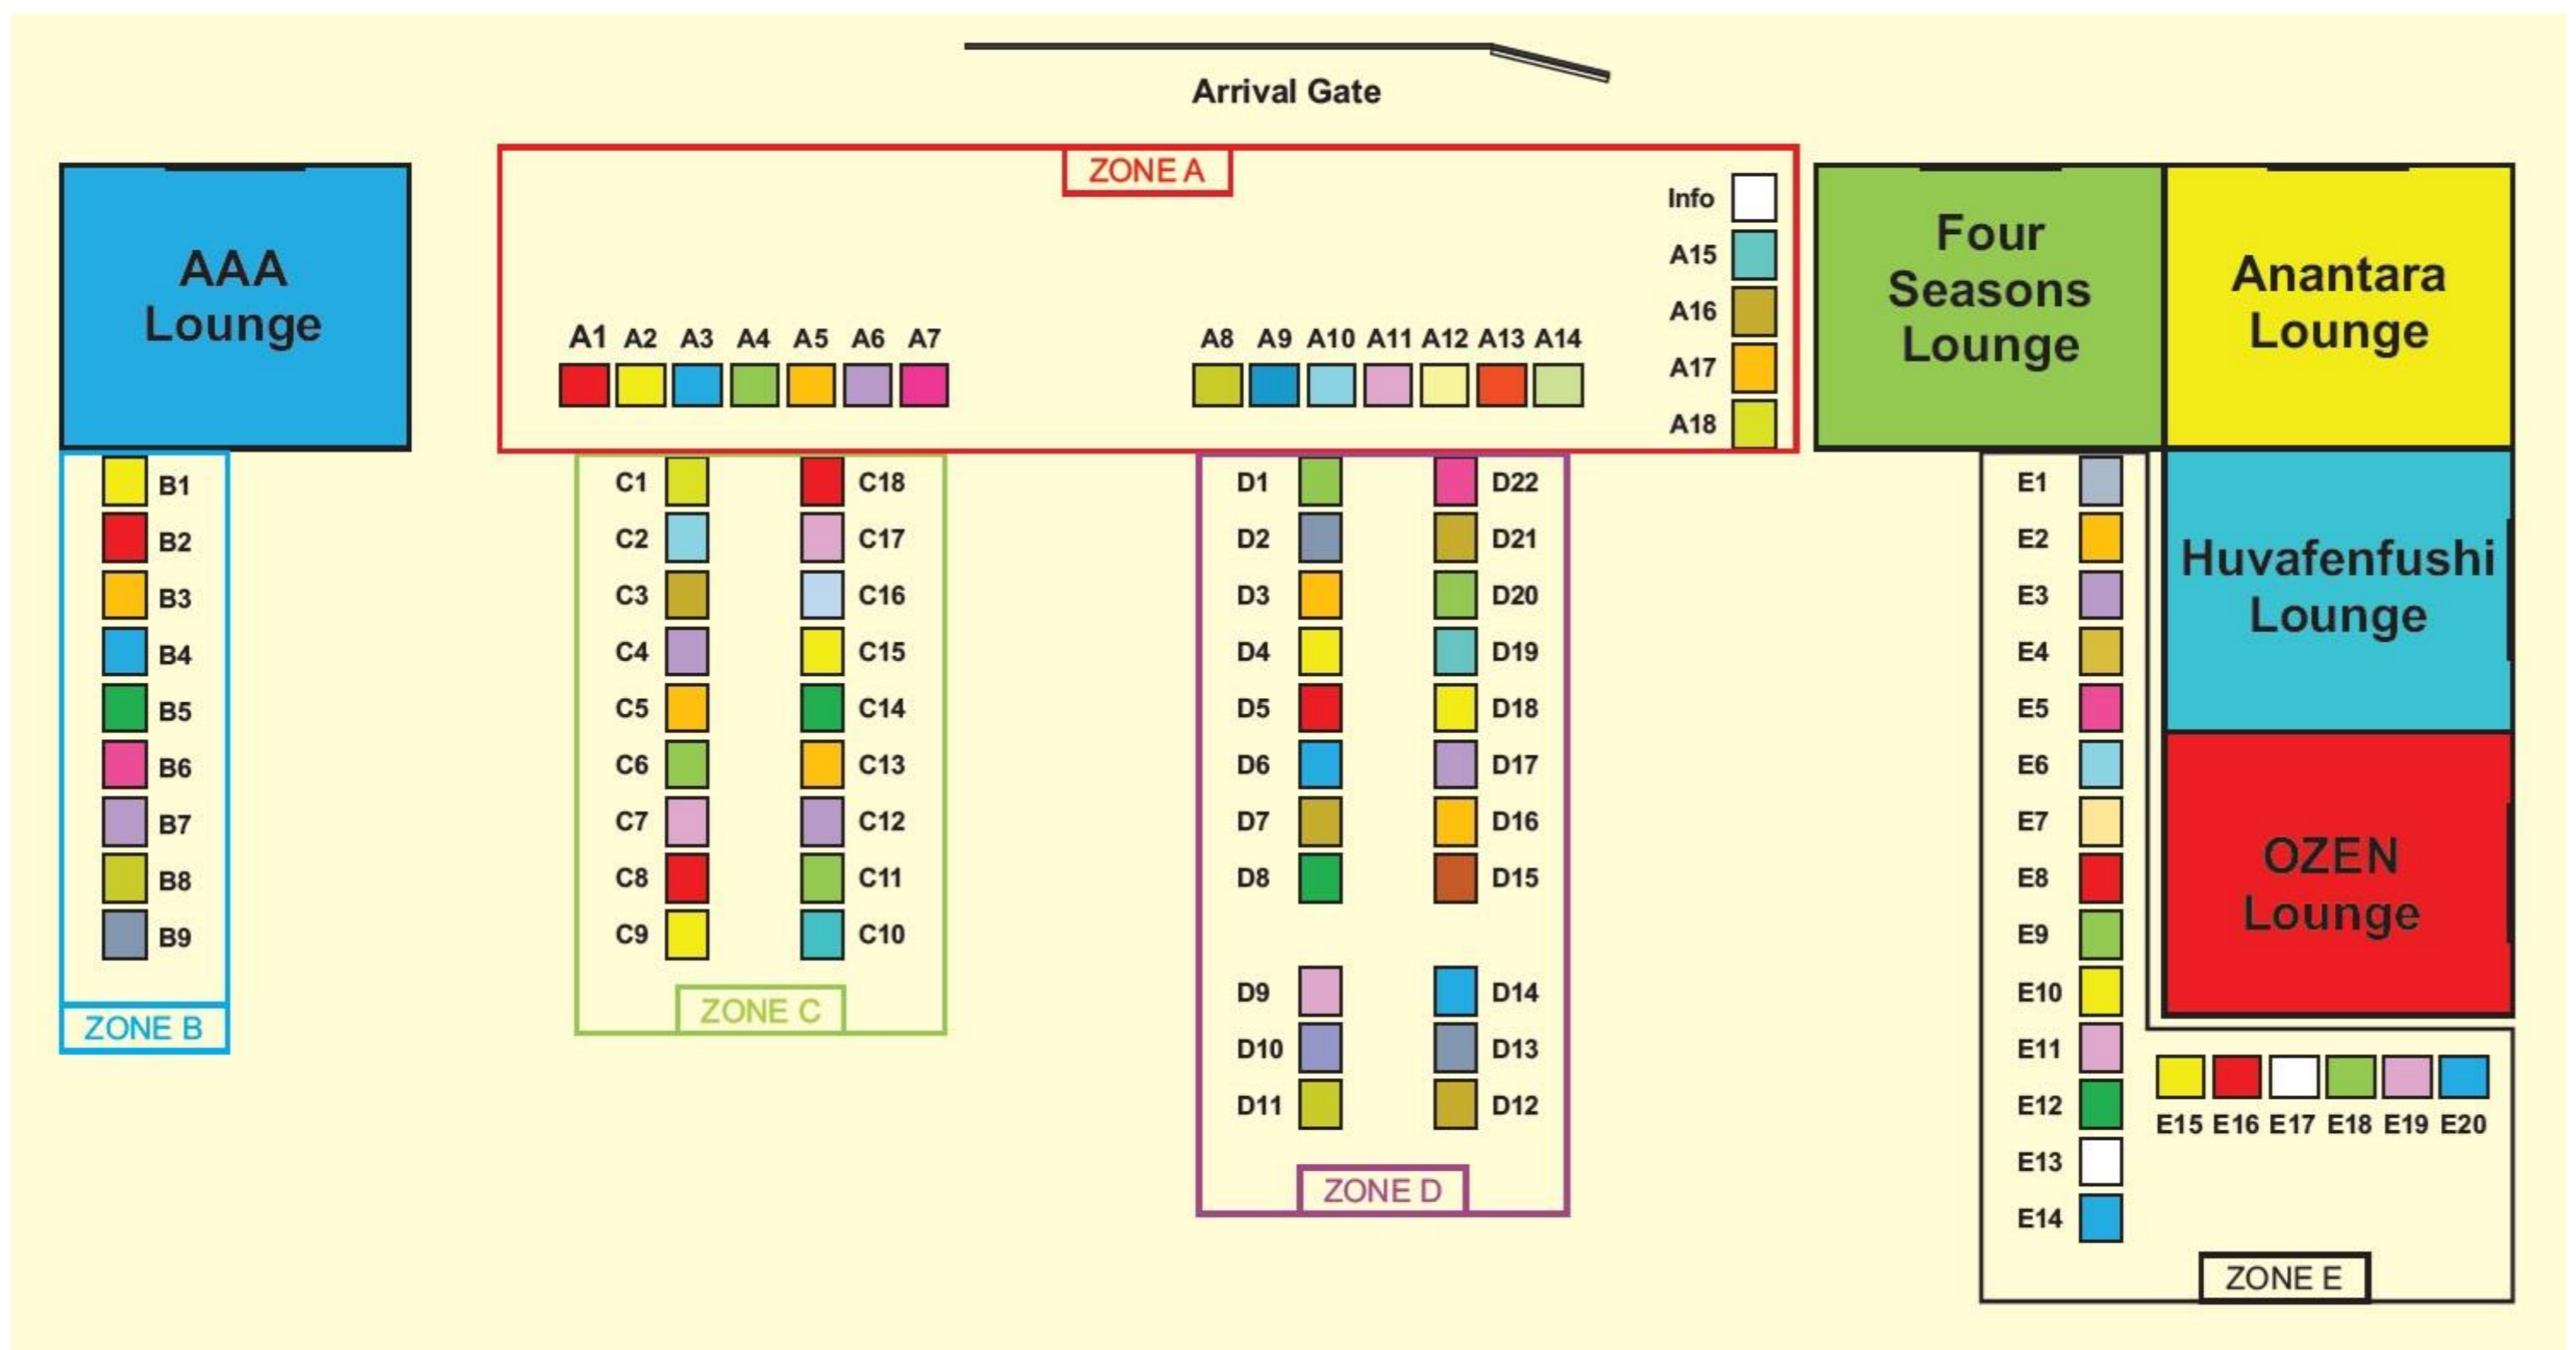 Arrival Gate
ZONE A
Info
A15
A16
A17
A18
A1 A2 A3 A4 A5 A6 A7
A8 A9 A10 A11 A12 A13 A14
AAA
Lounge
Four
Seasons
Lounge
Anantara
Lounge
Huvafenfushi
Lounge
OZEN
Lounge
B1
B2
B3
B4
B5
B6
B7
B8
B9
ZONE B
C1 C18
C2 C17
C3 C16
C4 C15
C5 C14
C6 C13
C7 C12
C8 C11
C9 C10
ZONE C
D1 D22
D2 D21
D3 D20
D4 D19
D5 D18
D6 D17
D7 D16
D8 D15
D9 D14
D10 D13
D11 D12
ZONE D
E1
E2
E3
E4
E5
E6
E7
E8
E9
E10
E11
E12
E13
E14
E15 E16 E17 E18 E19 E20
ZONE E